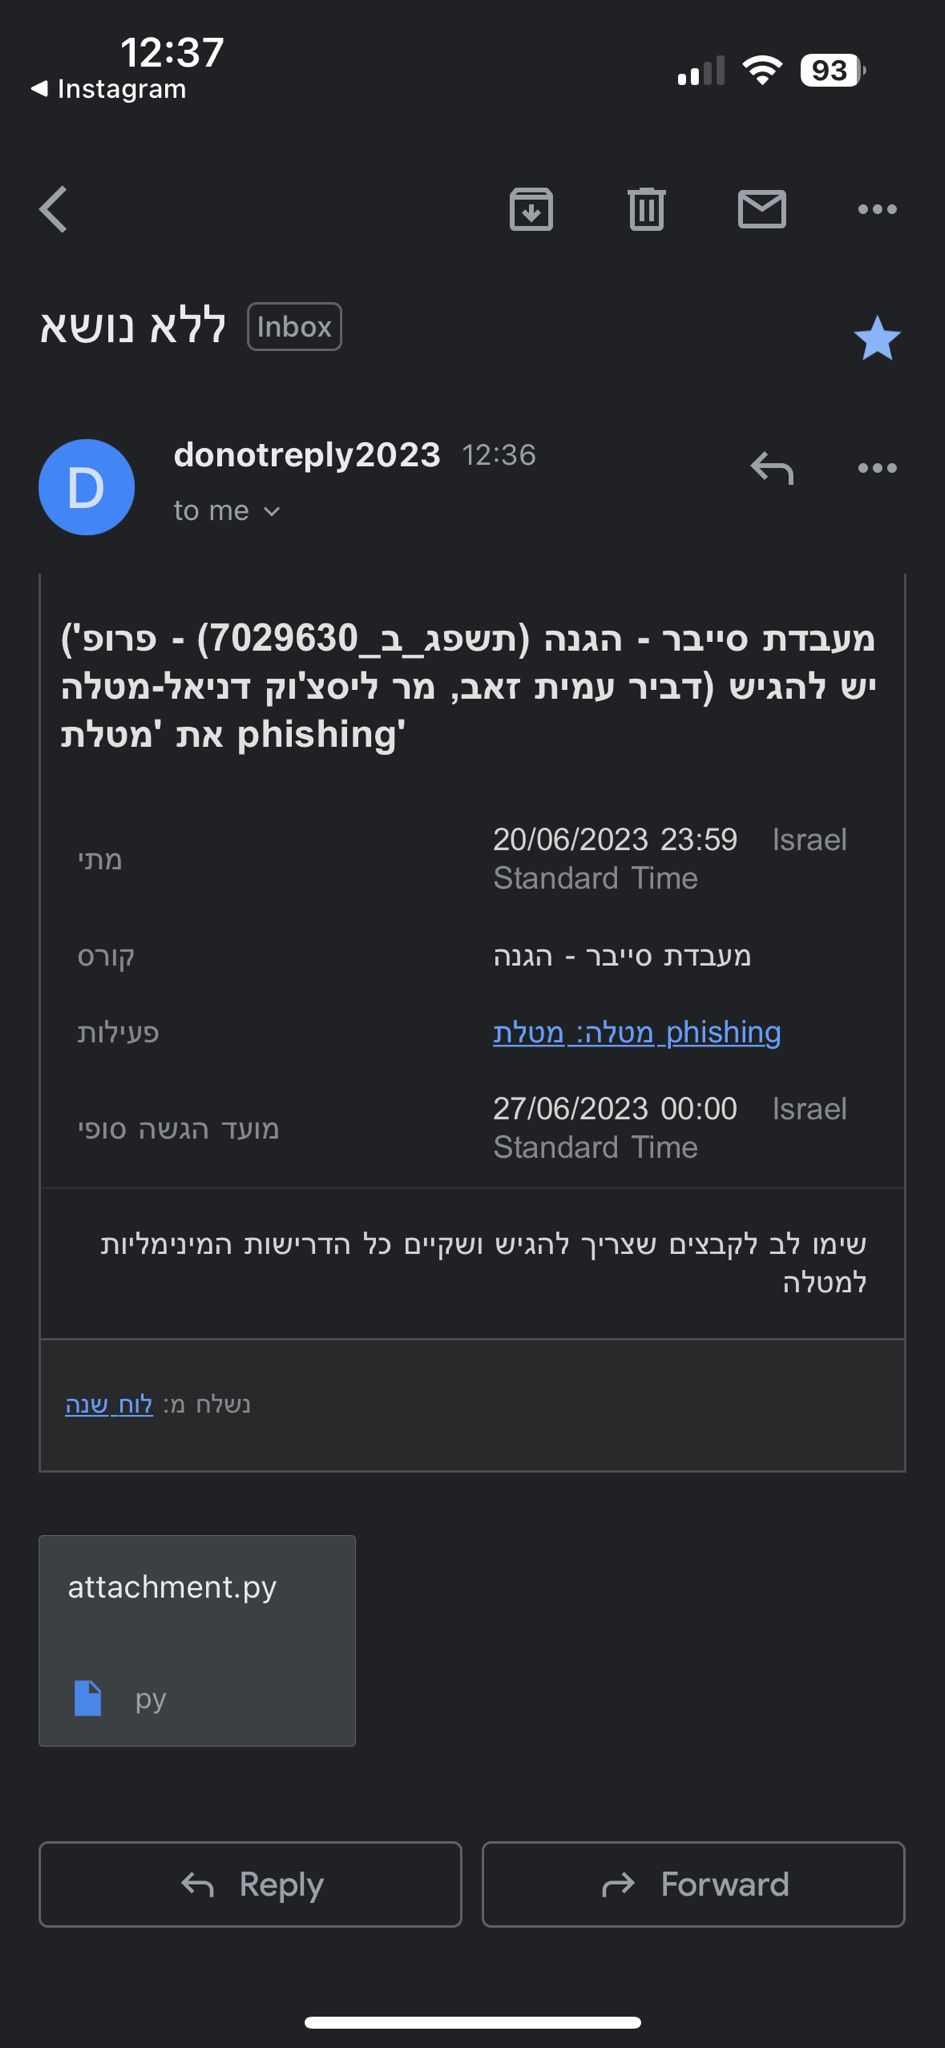 12:37
93
◀ Instagram
ללא נושא Inbox
donotreply2023 12:36
D
to me
מעבדת סייבר - הגנה (תשפג_ב_7029630) - פרופ')
יש להגיש (דביר עמית זאב, מר ליסצ'וק דניאל-מטלה
את 'מטלת phishing'
מתי
20/06/2023 23:59 Israel
Standard Time
קורס
מעבדת סייבר - הגנה
פעילות
מטלה: מטלת phishing
מועד הגשה סופי
27/06/2023 00:00 Israel
Standard Time
שימו לב לקבצים שצריך להגיש ושקיים כל הדרישות המינימליות
למטלה
נשלח מ: לוח שנה
attachment.py
py
Reply
Forward